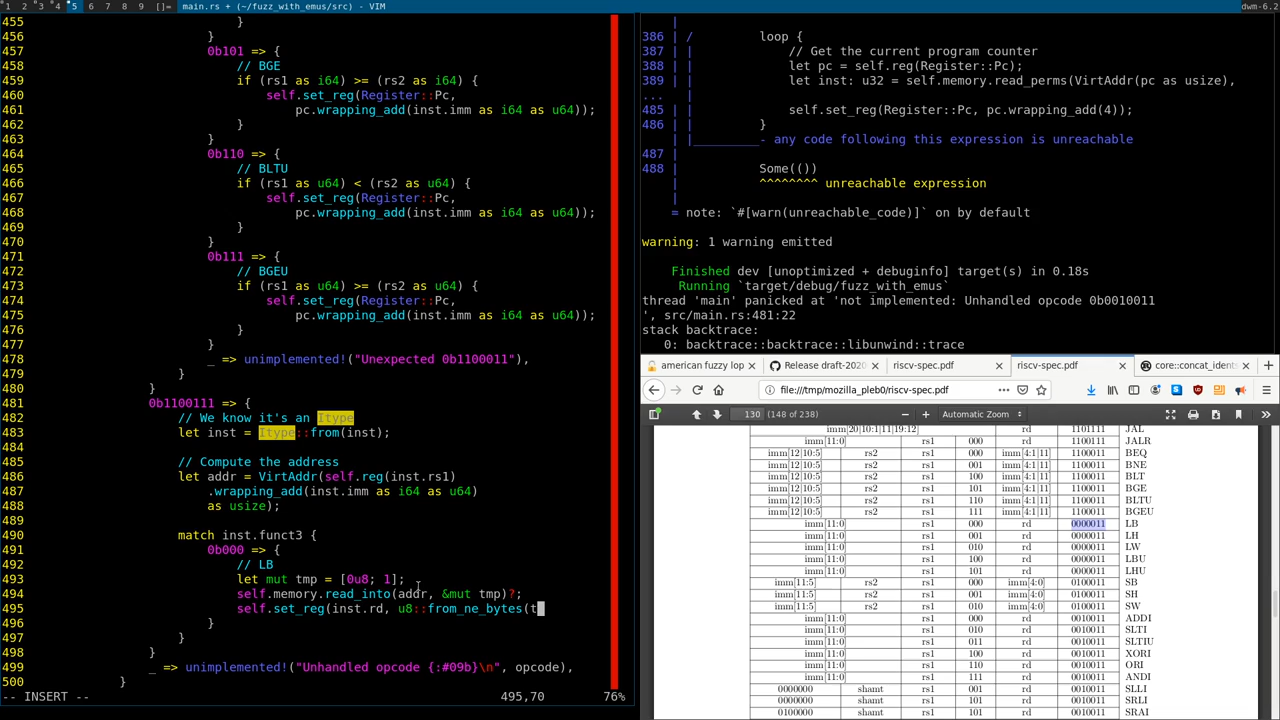 1 2 3 4 5 6 7 8 9 []= main.rs + (~/fuzz_with_emus/src) - VIM dwm-6.2
455 }
456 }
457 0b101 => {
458 // BGE
459 if (rs1 as i64) >= (rs2 as i64) {
460 self.set_reg(Register::Pc,
461 pc.wrapping_add(inst.imm as i64 as u64));
462 }
463 }
464 0b110 => {
465 // BLTU
466 if (rs1 as u64) < (rs2 as u64) {
467 self.set_reg(Register::Pc,
468 pc.wrapping_add(inst.imm as i64 as u64));
469 }
470 }
471 0b111 => {
472 // BGEU
473 if (rs1 as u64) >= (rs2 as u64) {
474 self.set_reg(Register::Pc,
475 pc.wrapping_add(inst.imm as i64 as u64));
476 }
477 }
478 _ => unimplemented!("Unexpected 0b1100011"),
479 }
480 }
481 0b1100111 => {
482 // We know it's an Itype
483 let inst = Itype::from(inst);
484
485 // Compute the address
486 let addr = VirtAddr(self.reg(inst.rs1)
487 .wrapping_add(inst.imm as i64 as u64)
488 as usize);
489
490 match inst.funct3 {
491 0b000 => {
492 // LB
493 let mut tmp = [0u8; 1];
494 self.memory.read_into(addr, &mut tmp)?;
495 self.set_reg(inst.rd, u8::from_ne_bytes(t
496 }
497 }
498 }
499 _ => unimplemented!("Unhandled opcode {:#09b}\n", opcode),
500 }
-- INSERT -- 495,70 76%
|
386 | / loop {
387 | | // Get the current program counter
388 | | let pc = self.reg(Register::Pc);
389 | | let inst: u32 = self.memory.read_perms(VirtAddr(pc as usize),
... |
485 | | self.set_reg(Register::Pc, pc.wrapping_add(4));
486 | | }
| |_________- any code following this expression is unreachable
487 |
488 | Some(())
| ^^^^^^^^ unreachable expression
|
= note: `#[warn(unreachable_code)]` on by default
warning: 1 warning emitted
Finished dev [unoptimized + debuginfo] target(s) in 0.18s
Running `target/debug/fuzz_with_emus`
thread 'main' panicked at 'not implemented: Unhandled opcode 0b0010011
', src/main.rs:481:22
stack backtrace:
0: backtrace::backtrace::libunwind::trace
american fuzzy lop × Release draft-202 × riscv-spec.pdf × riscv-spec.pdf × core::concat_idents × +
file:///tmp/mozilla_pleb0/riscv-spec.pdf
130 (148 of 238) − + Automatic Zoom
imm[20|10:1|11|19:12] rd 1101111 JAL
imm[11:0] rs1 000 rd 1100111 JALR
imm[12|10:5] rs2 rs1 000 imm[4:1|11] 1100011 BEQ
imm[12|10:5] rs2 rs1 001 imm[4:1|11] 1100011 BNE
imm[12|10:5] rs2 rs1 100 imm[4:1|11] 1100011 BLT
imm[12|10:5] rs2 rs1 101 imm[4:1|11] 1100011 BGE
imm[12|10:5] rs2 rs1 110 imm[4:1|11] 1100011 BLTU
imm[12|10:5] rs2 rs1 111 imm[4:1|11] 1100011 BGEU
imm[11:0] rs1 000 rd 0000011 LB
imm[11:0] rs1 001 rd 0000011 LH
imm[11:0] rs1 010 rd 0000011 LW
imm[11:0] rs1 100 rd 0000011 LBU
imm[11:0] rs1 101 rd 0000011 LHU
imm[11:5] rs2 rs1 000 imm[4:0] 0100011 SB
imm[11:5] rs2 rs1 001 imm[4:0] 0100011 SH
imm[11:5] rs2 rs1 010 imm[4:0] 0100011 SW
imm[11:0] rs1 000 rd 0010011 ADDI
imm[11:0] rs1 010 rd 0010011 SLTI
imm[11:0] rs1 011 rd 0010011 SLTIU
imm[11:0] rs1 100 rd 0010011 XORI
imm[11:0] rs1 110 rd 0010011 ORI
imm[11:0] rs1 111 rd 0010011 ANDI
0000000 shamt rs1 001 rd 0010011 SLLI
0000000 shamt rs1 101 rd 0010011 SRLI
0100000 shamt rs1 101 rd 0010011 SRAI